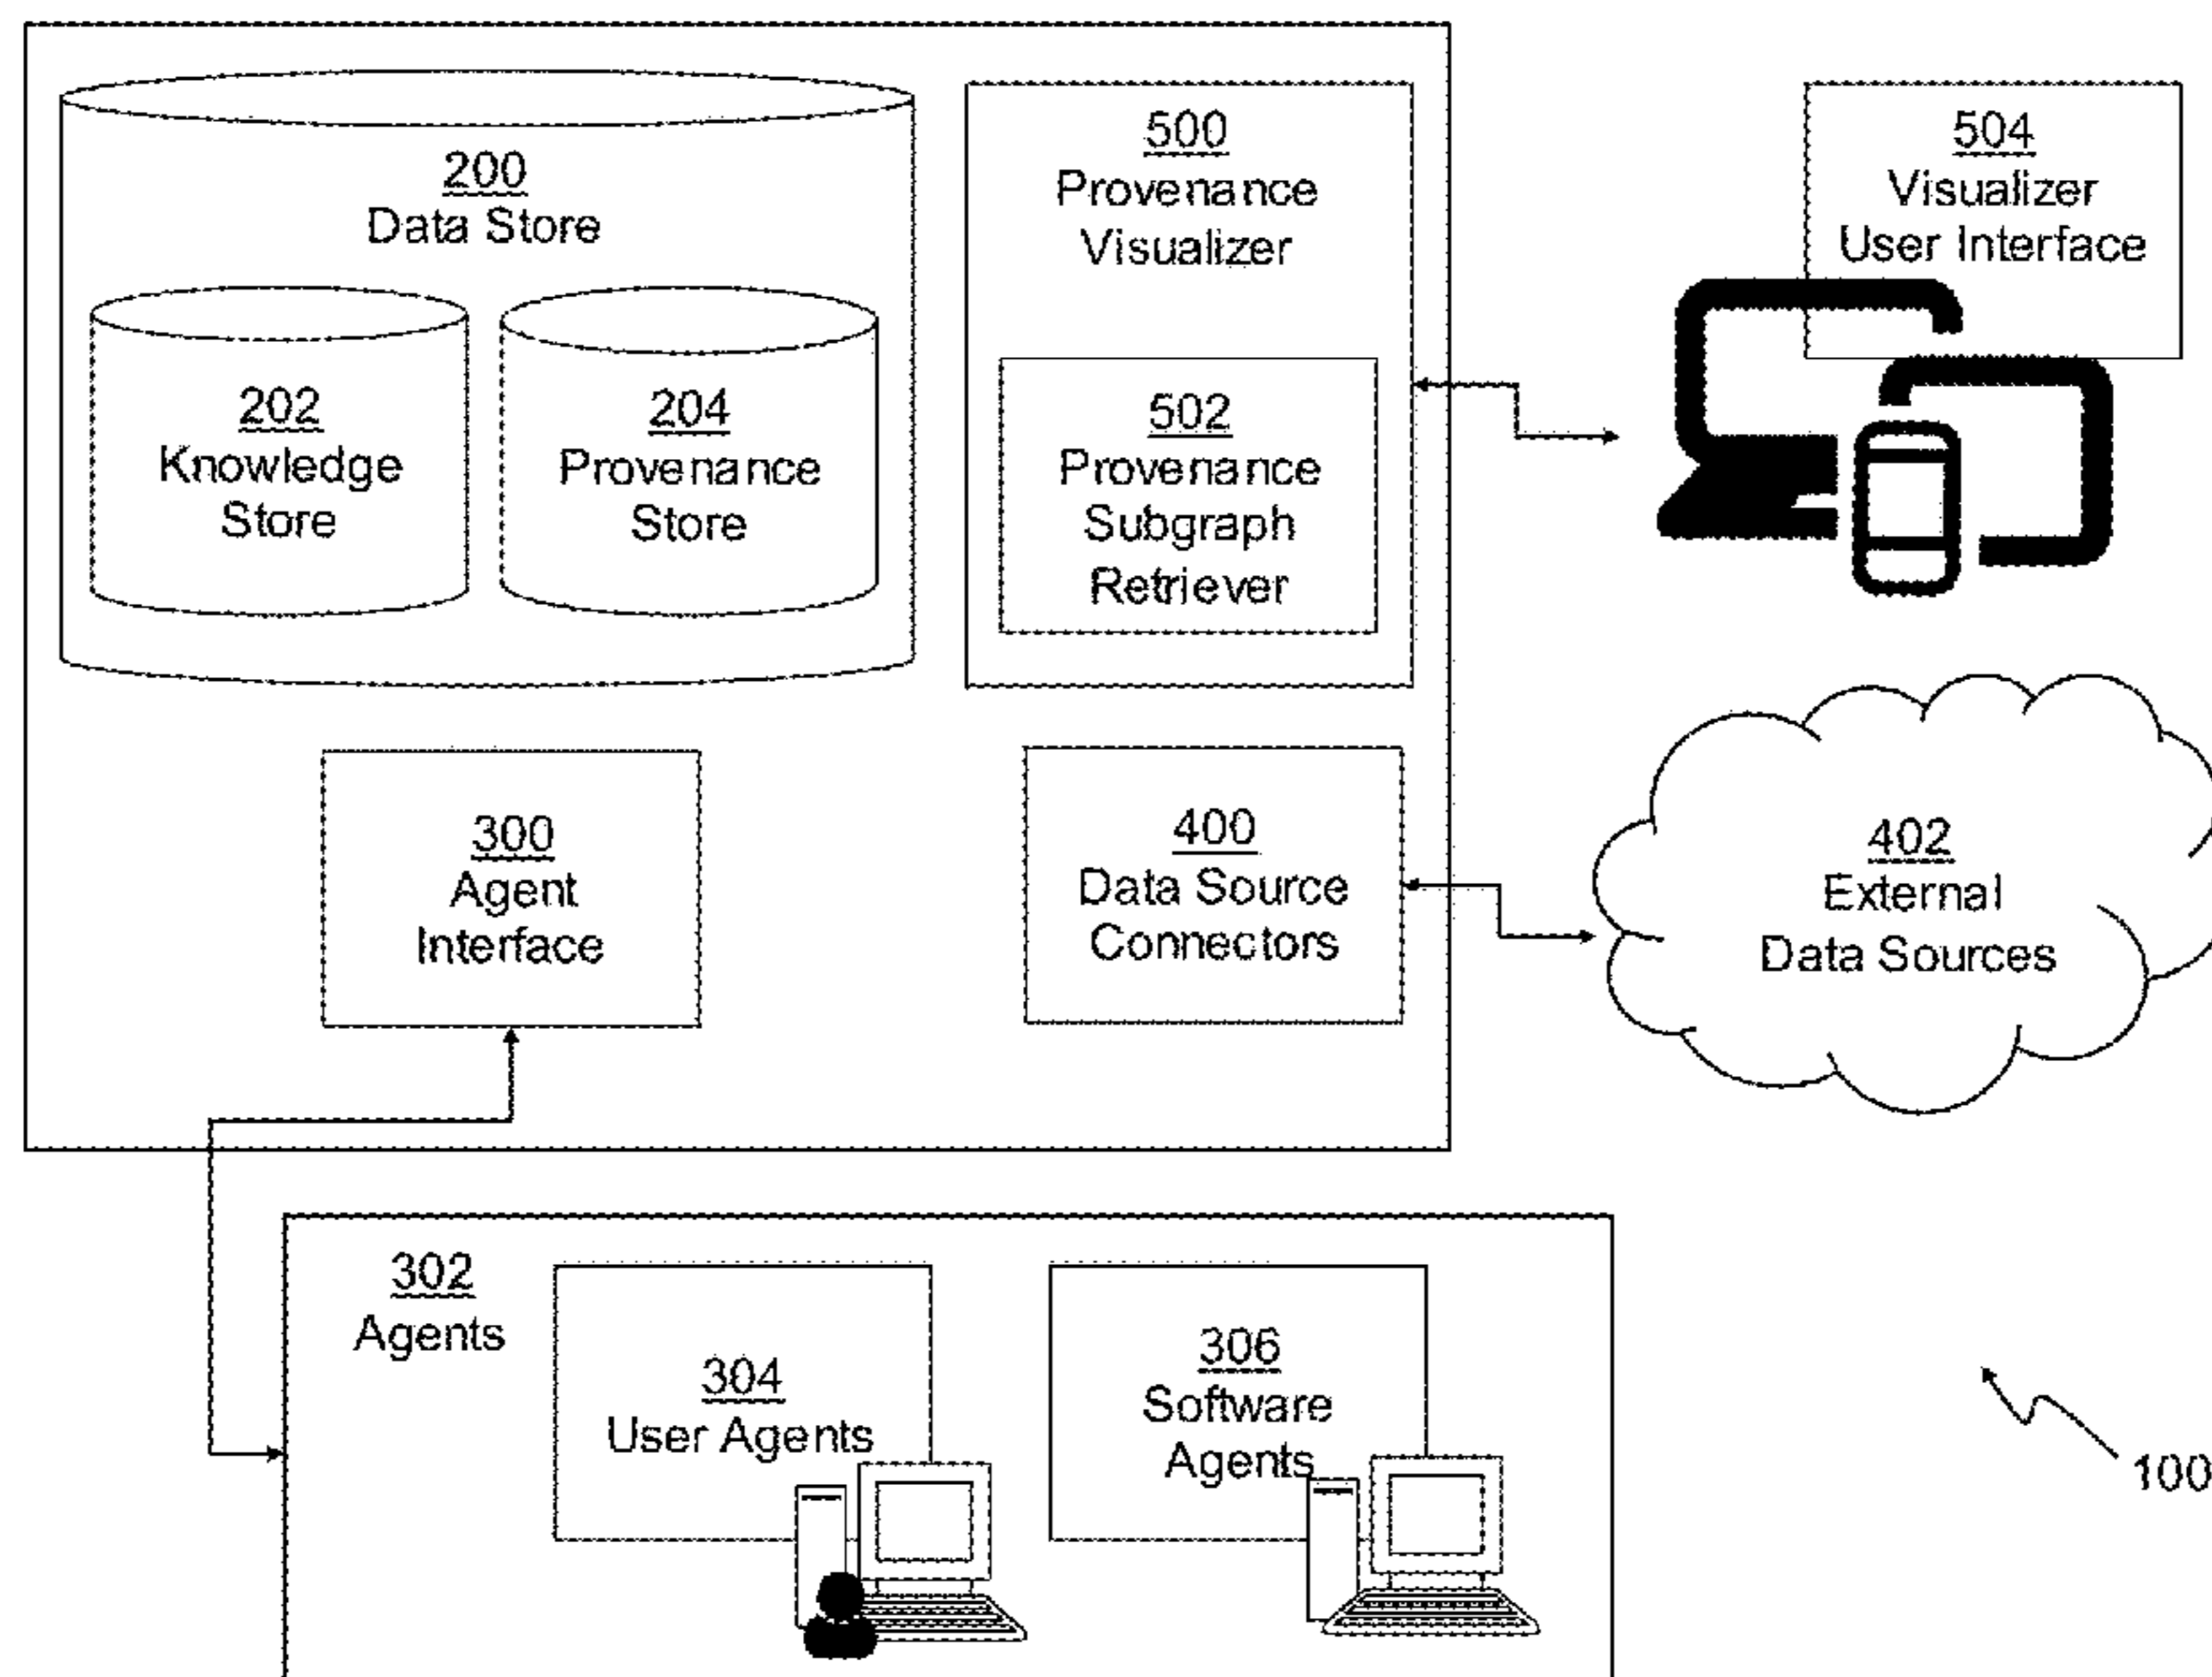 200
Data Store
202
Knowledge
Store
204
Provenance
Store
500
Provenance
Visualizer
502
Provenance
Subgraph
Retriever
504
Visualizer
User Interface
300
Agent
Interface
400
Data Source
Connectors
402
External
Data Sources
302
Agents
304
User Agents
306
Software
Agents
100